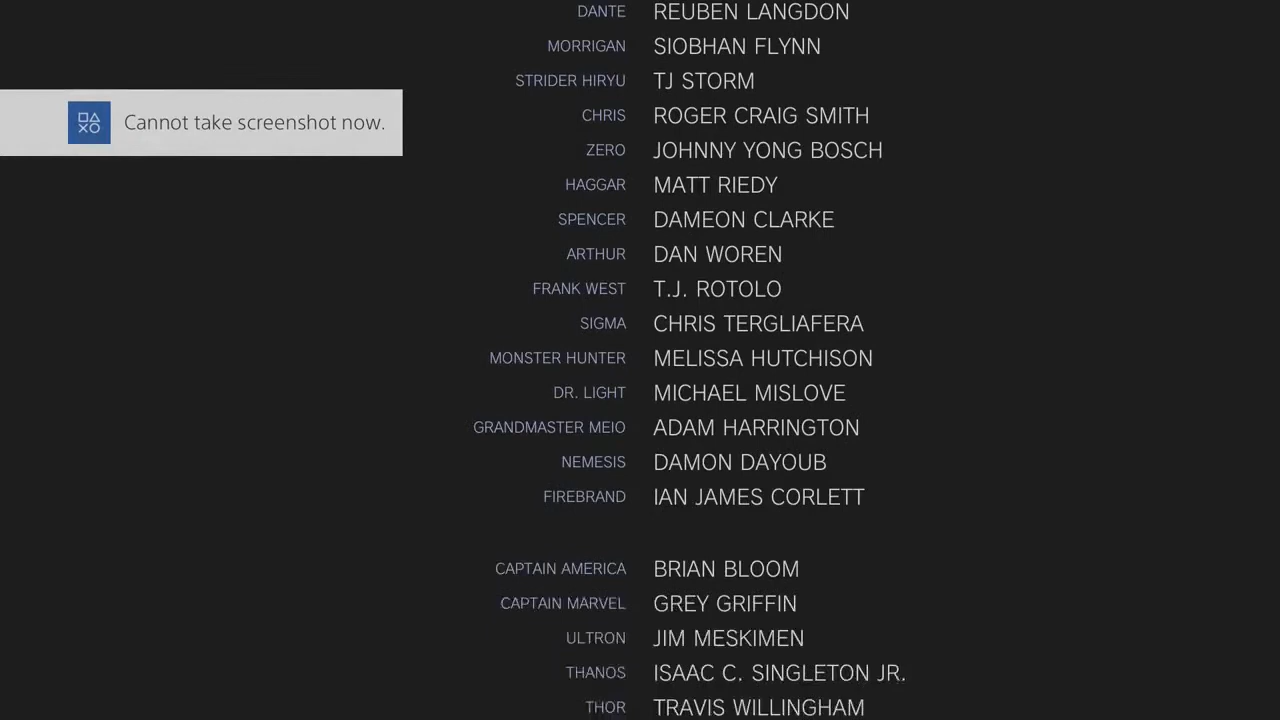 DANTE REUBEN LANGDON
MORRIGAN SIOBHAN FLYNN
STRIDER HIRYU TJ STORM
Cannot take screenshot now.
CHRIS ROGER CRAIG SMITH
ZERO JOHNNY YONG BOSCH
HAGGAR MATT RIEDY
SPENCER DAMEON CLARKE
ARTHUR DAN WOREN
FRANK WEST T.J. ROTOLO
SIGMA CHRIS TERGLIAFERA
MONSTER HUNTER MELISSA HUTCHISON
DR. LIGHT MICHAEL MISLOVE
GRANDMASTER MEIO ADAM HARRINGTON
NEMESIS DAMON DAYOUB
FIREBRAND IAN JAMES CORLETT
CAPTAIN AMERICA BRIAN BLOOM
CAPTAIN MARVEL GREY GRIFFIN
ULTRON JIM MESKIMEN
THANOS ISAAC C. SINGLETON JR.
THOR TRAVIS WILLINGHAM